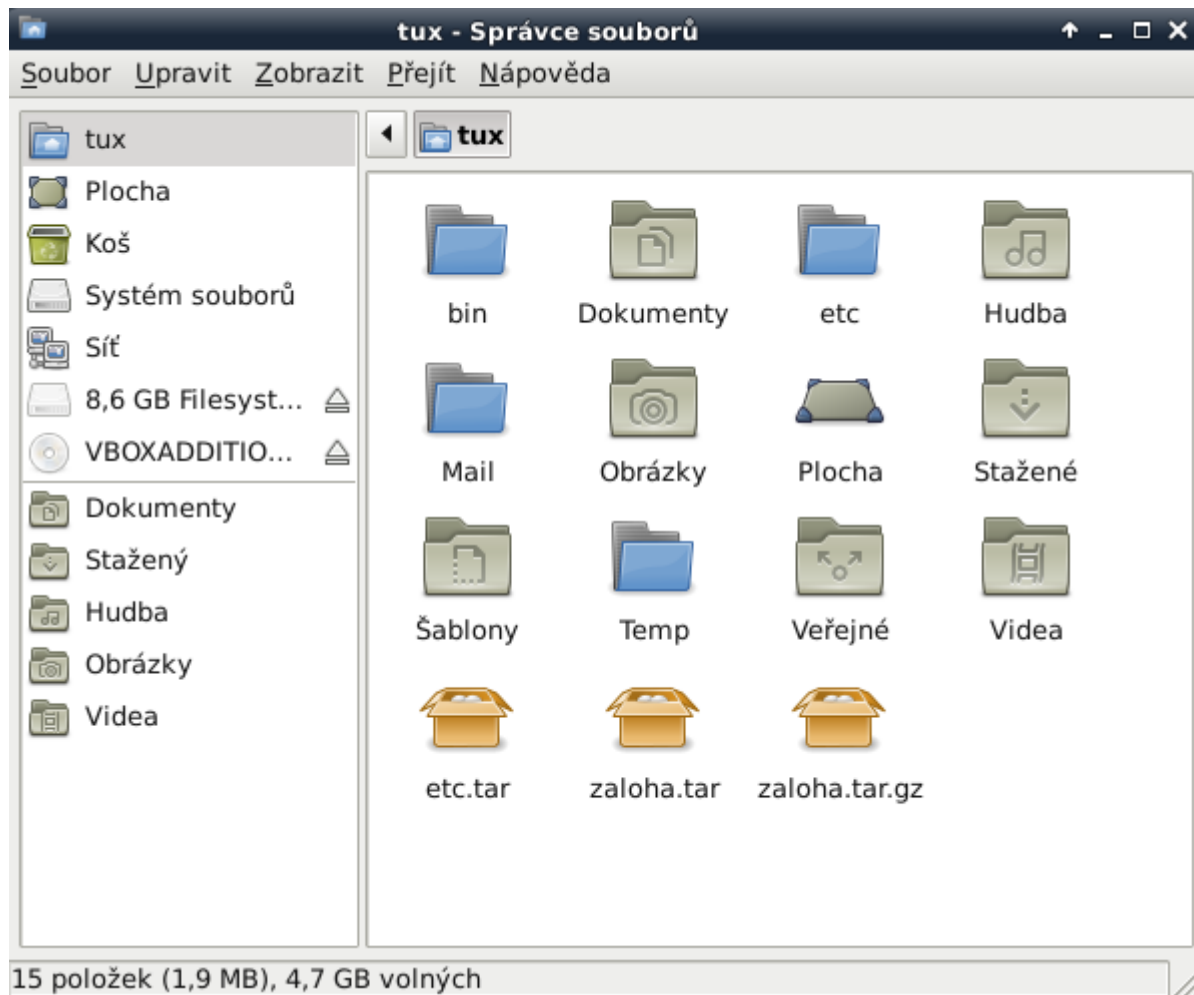 tux - Správce souborů
Soubor Upravit Zobrazit Přejít Nápověda
tux
Plocha
Koš
Systém souborů
Síť
8,6 GB Filesyst...
VBOXADDITIO...
Dokumenty
Stažený
Hudba
Obrázky
Videa
tux
bin Dokumenty etc Hudba
Mail Obrázky Plocha Stažené
Šablony Temp Veřejné Videa
etc.tar zaloha.tar zaloha.tar.gz
15 položek (1,9 MB), 4,7 GB volných